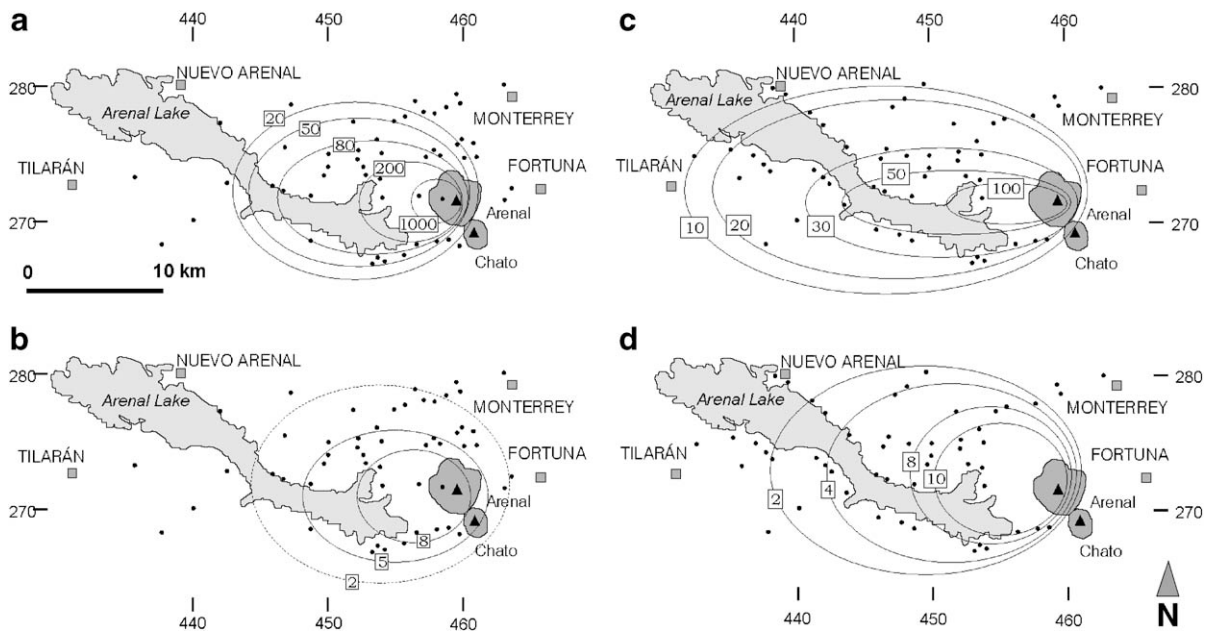 a
440
450
460
280
270
NUEVO ARENAL
Arenal Lake
TILARÁN
MONTERREY
FORTUNA
Arenal
Chato
20
50
80
200
1000
0
10 km
c
440
450
460
280
270
NUEVO ARENAL
Arenal Lake
TILARÁN
MONTERREY
FORTUNA
Arenal
Chato
50
100
10
20
30
b
280
270
NUEVO ARENAL
Arenal Lake
TILARÁN
MONTERREY
FORTUNA
Arenal
Chato
8
5
2
440
450
460
d
280
270
NUEVO ARENAL
Arenal Lake
TILARÁN
MONTERREY
FORTUNA
Arenal
Chato
8
10
2
4
440
450
460
N